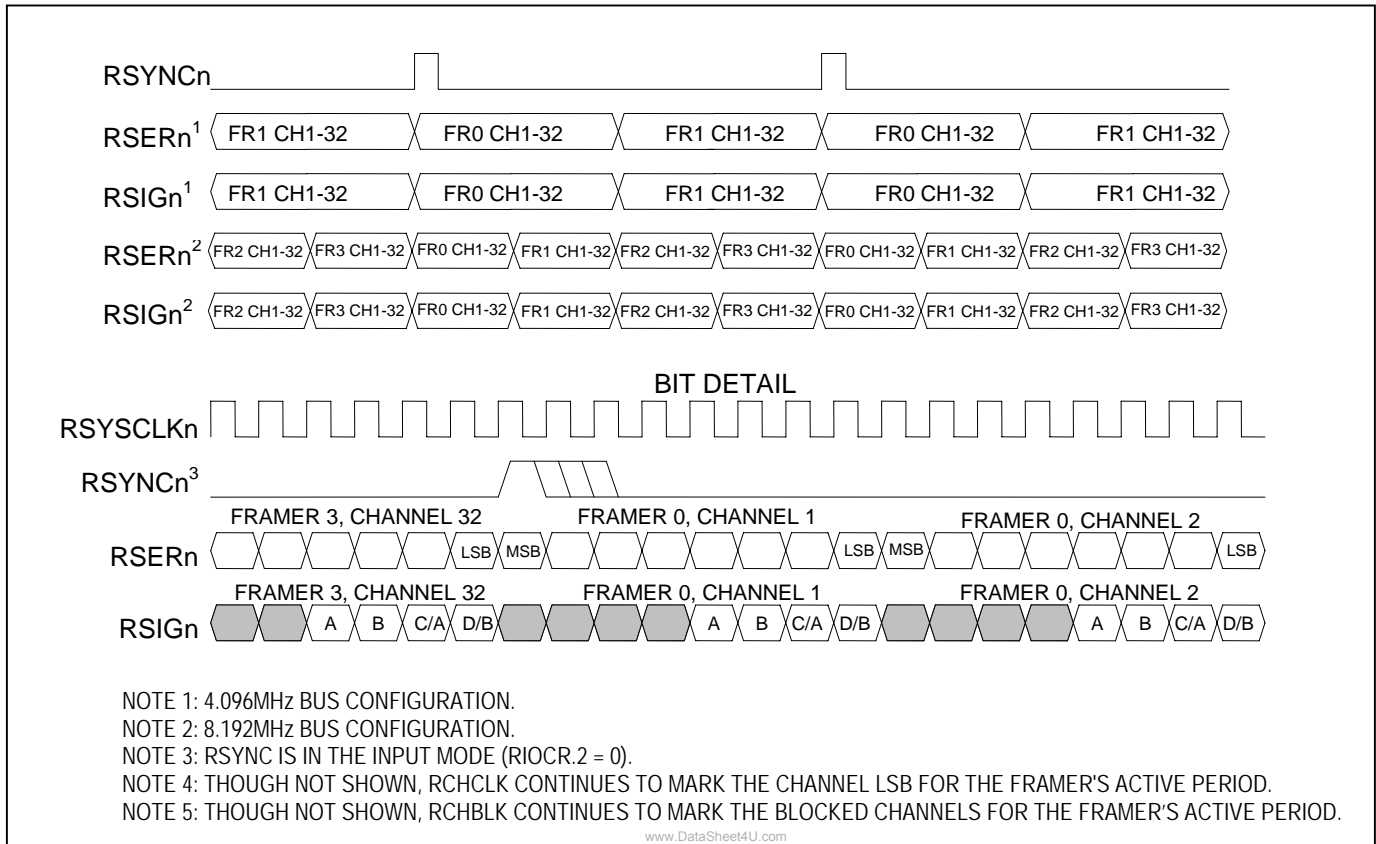 RSYNCn
RSERn1 FR1 CH1-32 FR0 CH1-32 FR1 CH1-32 FR0 CH1-32 FR1 CH1-32
RSIGn1 FR1 CH1-32 FR0 CH1-32 FR1 CH1-32 FR0 CH1-32 FR1 CH1-32
RSERn2 FR2 CH1-32 FR3 CH1-32 FR0 CH1-32 FR1 CH1-32 FR2 CH1-32 FR3 CH1-32 FR0 CH1-32 FR1 CH1-32 FR2 CH1-32 FR3 CH1-32
RSIGn2 FR2 CH1-32 FR3 CH1-32 FR0 CH1-32 FR1 CH1-32 FR2 CH1-32 FR3 CH1-32 FR0 CH1-32 FR1 CH1-32 FR2 CH1-32 FR3 CH1-32
BIT DETAIL
RSYSCLKn
RSYNCn3
FRAMER 3, CHANNEL 32 FRAMER 0, CHANNEL 1 FRAMER 0, CHANNEL 2
RSERn LSB MSB LSB MSB LSB
FRAMER 3, CHANNEL 32 FRAMER 0, CHANNEL 1 FRAMER 0, CHANNEL 2
RSIGn A B C/A D/B A B C/A D/B A B C/A D/B
NOTE 1: 4.096MHz BUS CONFIGURATION.
NOTE 2: 8.192MHz BUS CONFIGURATION.
NOTE 3: RSYNC IS IN THE INPUT MODE (RIOCR.2 = 0).
NOTE 4: THOUGH NOT SHOWN, RCHCLK CONTINUES TO MARK THE CHANNEL LSB FOR THE FRAMER'S ACTIVE PERIOD.
NOTE 5: THOUGH NOT SHOWN, RCHBLK CONTINUES TO MARK THE BLOCKED CHANNELS FOR THE FRAMER'S ACTIVE PERIOD.
www.DataSheet4U.com